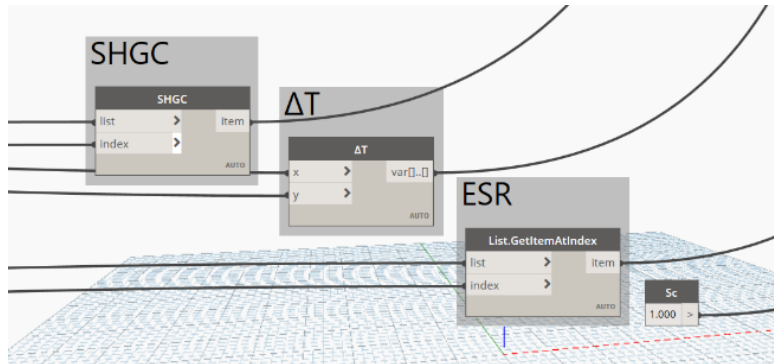 SHGC
SHGC
list > item
index >
AUTO
ΔT
ΔT
x > var[]..[]
y >
AUTO
ESR
List.GetItemAtIndex
list > item
index >
AUTO
Sc
1.000 >